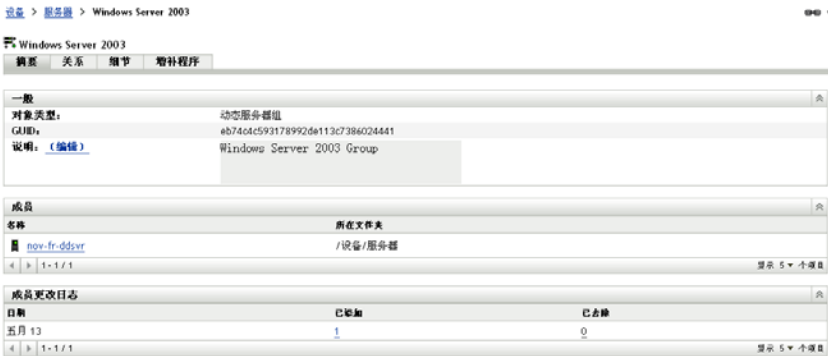 设备 > 服务器 > Windows Server 2003
Windows Server 2003
摘要 关系 细节 增补程序
一般
对象类型： 动态服务器组
GUID： eb74c4c593178992de113c7386024441
说明：（编辑） Windows Server 2003 Group
成员
名称 所在文件夹
nov-fr-ddsvr /设备/服务器
1 - 1 / 1 显示 5 个项目
成员更改日志
日期 已添加 已去除
五月 13 1 0
1 - 1 / 1 显示 5 个项目